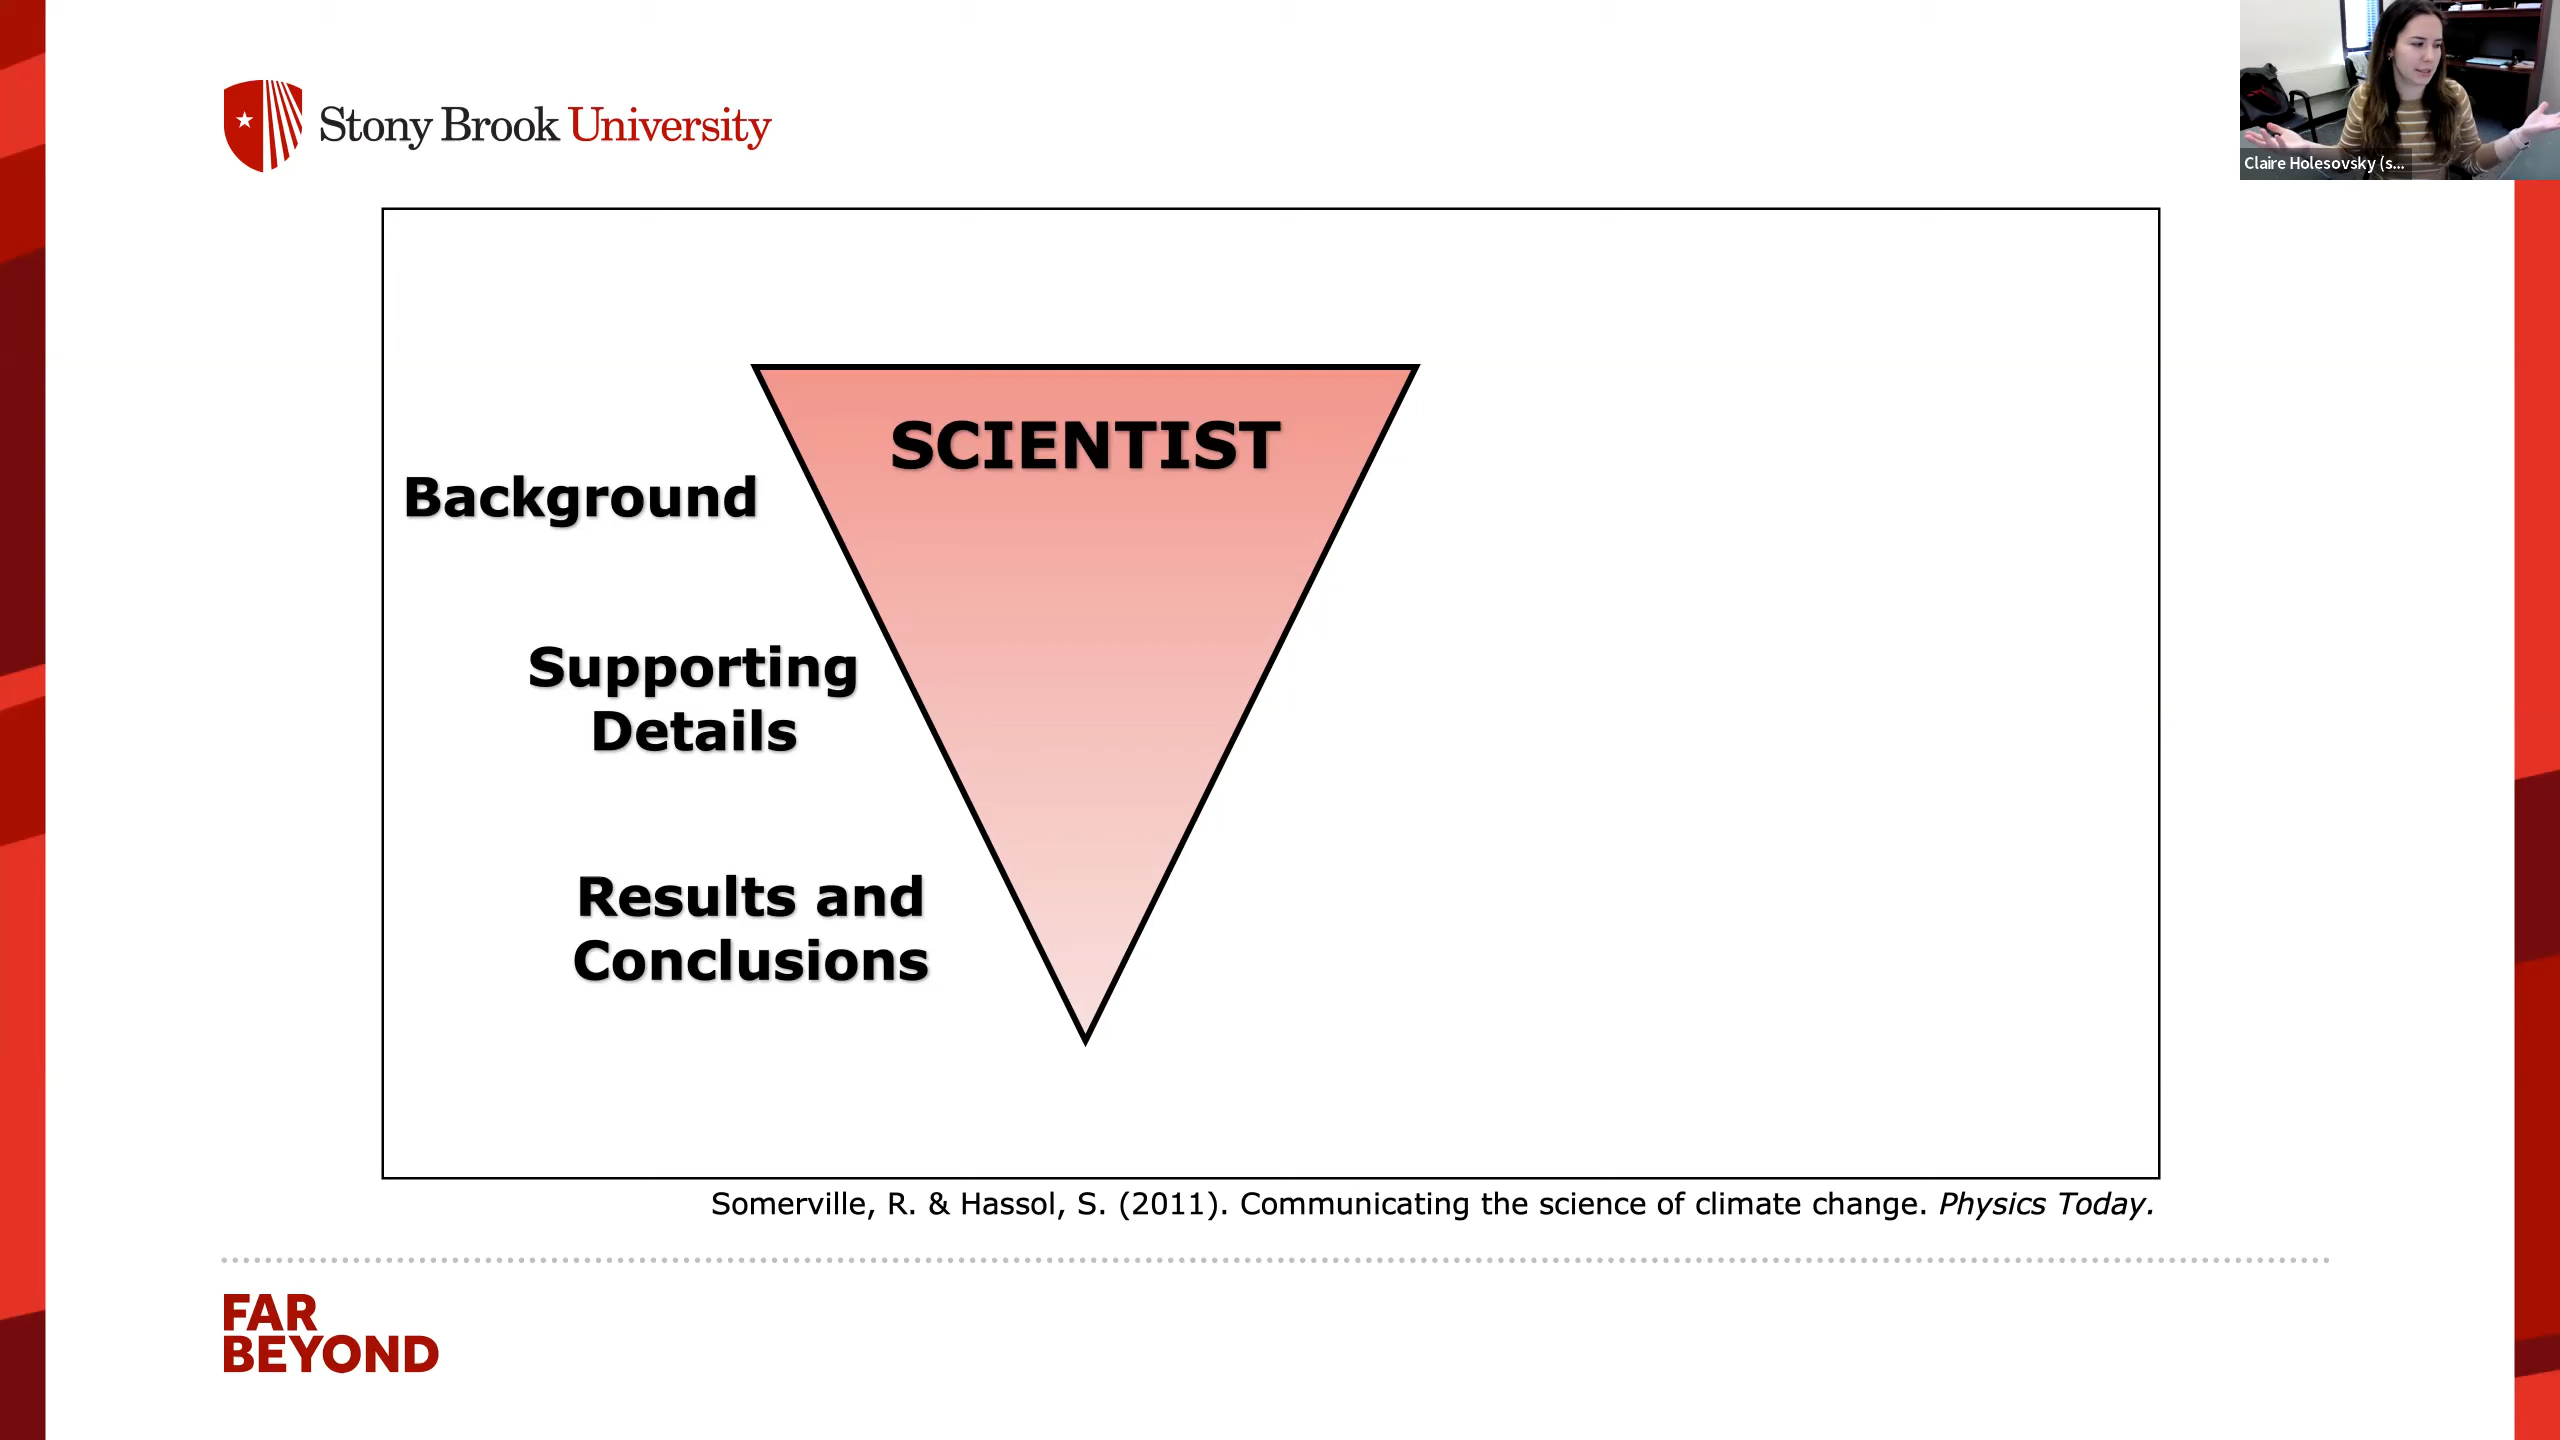 Stony Brook University
Claire Holesovsky (s...
SCIENTIST
Background
Supporting
Details
Results and
Conclusions
Somerville, R. & Hassol, S. (2011). Communicating the science of climate change. Physics Today.
FAR
BEYOND